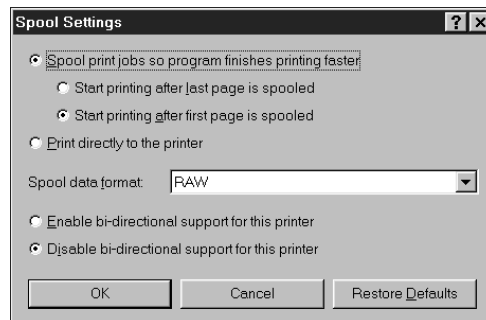 Spool Settings
Spool print jobs so program finishes printing faster
Start printing after last page is spooled
Start printing after first page is spooled
Print directly to the printer
Spool data format: RAW
Enable bi-directional support for this printer
Disable bi-directional support for this printer
OK Cancel Restore Defaults